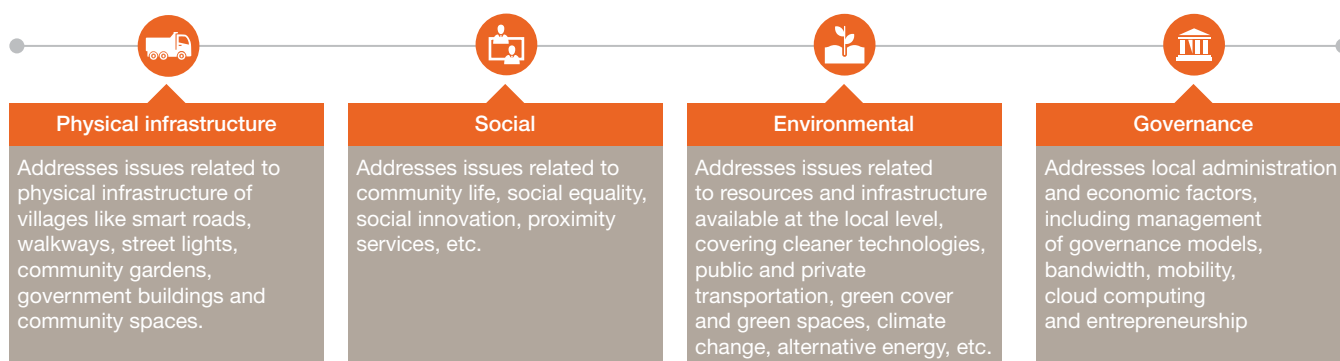 Physical infrastructure
Addresses issues related to
physical infrastructure of
villages like smart roads,
walkways, street lights,
community gardens,
government buildings and
community spaces.
Social
Addresses issues related to
community life, social equality,
social innovation, proximity
services, etc.
Environmental
Addresses issues related
to resources and infrastructure
available at the local level,
covering cleaner technologies,
public and private
transportation, green cover
and green spaces, climate
change, alternative energy, etc.
Governance
Addresses local administration
and economic factors,
including management
of governance models,
bandwidth, mobility,
cloud computing
and entrepreneurship